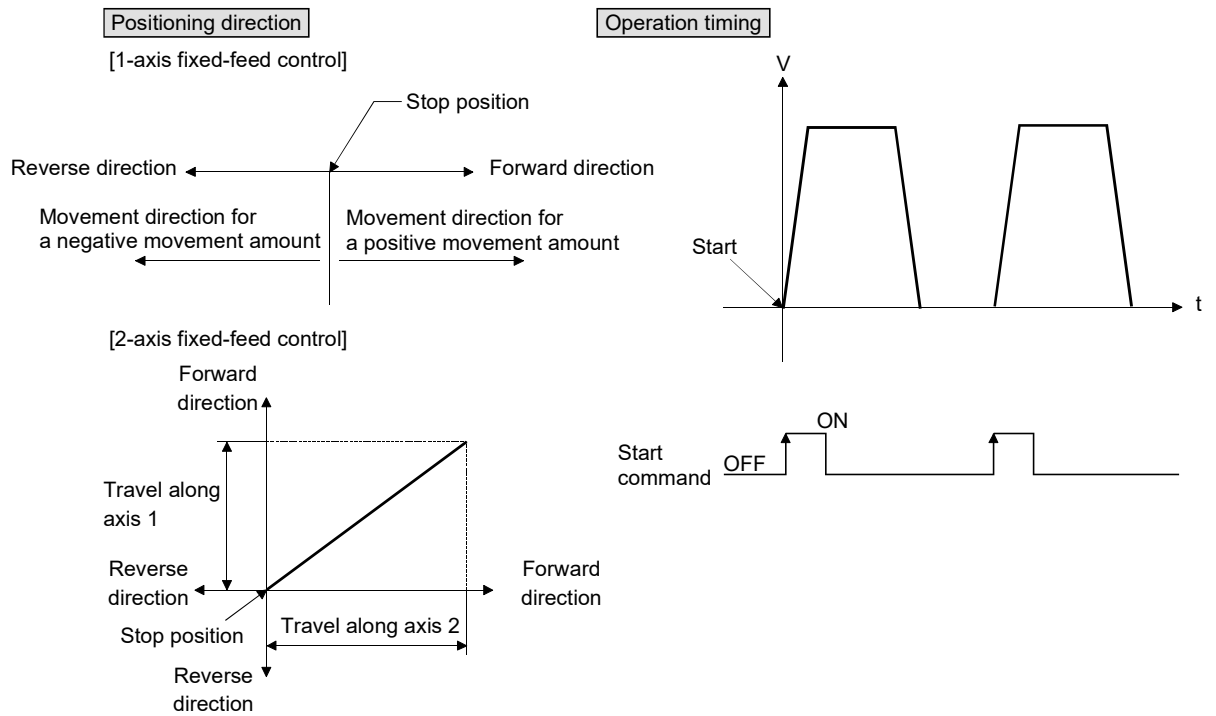 Positioning direction
[1-axis fixed-feed control]
Stop position
Reverse direction
Forward direction
Movement direction for
a negative movement amount
Movement direction for
a positive movement amount
[2-axis fixed-feed control]
Forward
direction
Travel along
axis 1
Reverse
direction
Forward
direction
Stop position
Travel along axis 2
Reverse
direction
Operation timing
V
Start
t
ON
Start
command
OFF